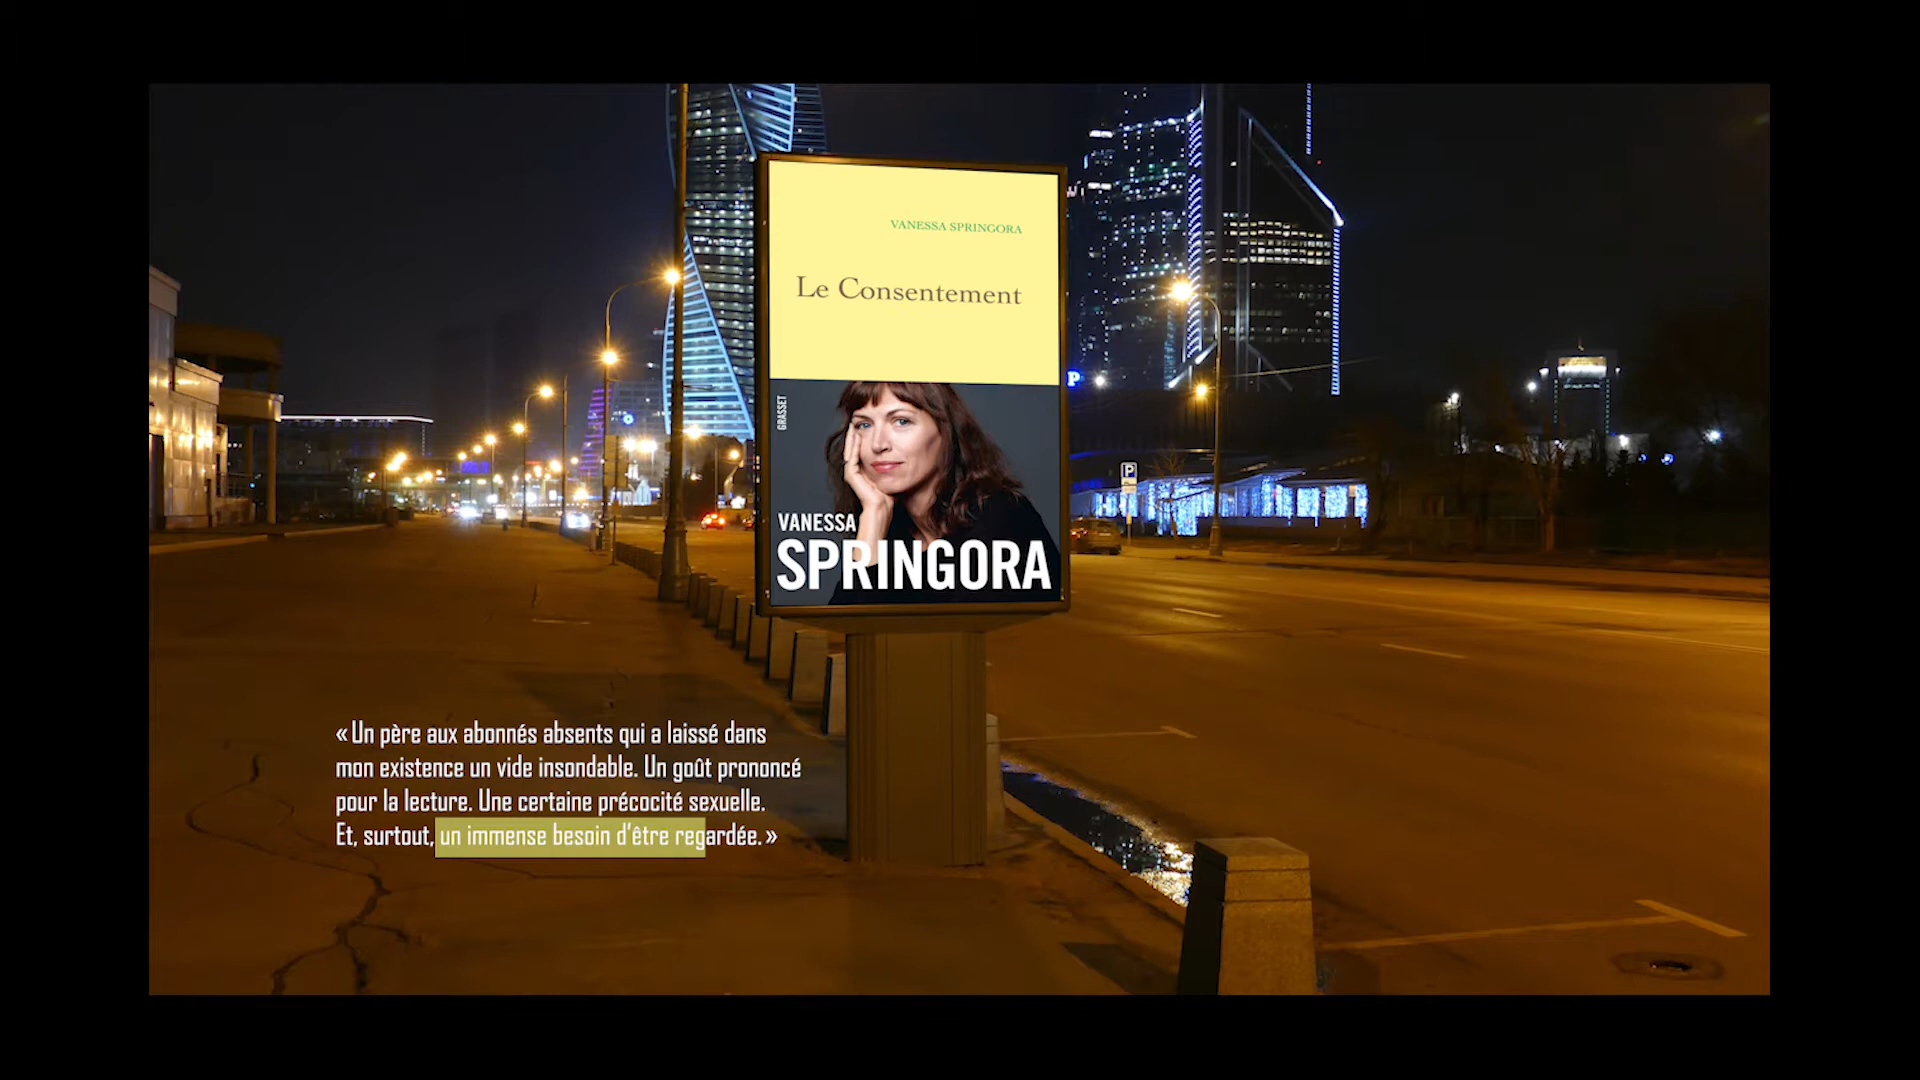 VANESSA SPRINGORA
Le Consentement
GRASSET
VANESSA
SPRINGORA
P
P
« Un père aux abonnés absents qui a laissé dans
mon existence un vide insondable. Un goût prononcé
pour la lecture. Une certaine précocité sexuelle.
Et, surtout, un immense besoin d'être regardée. »